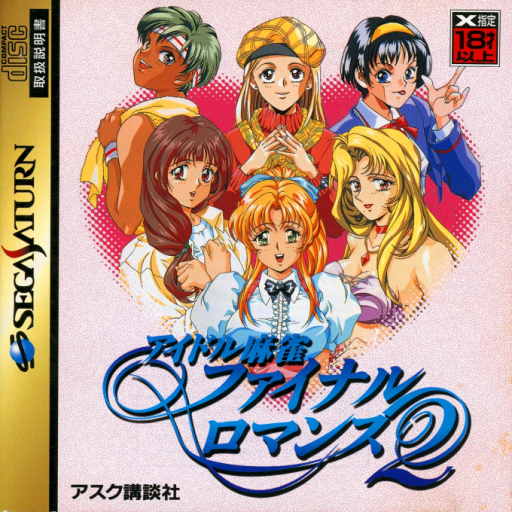 COMPACT
disc
取扱説明書
X指定
18才
以上
SEGA SATURN
アイドル麻雀
ファイナル
ロマンス2
アスク講談社